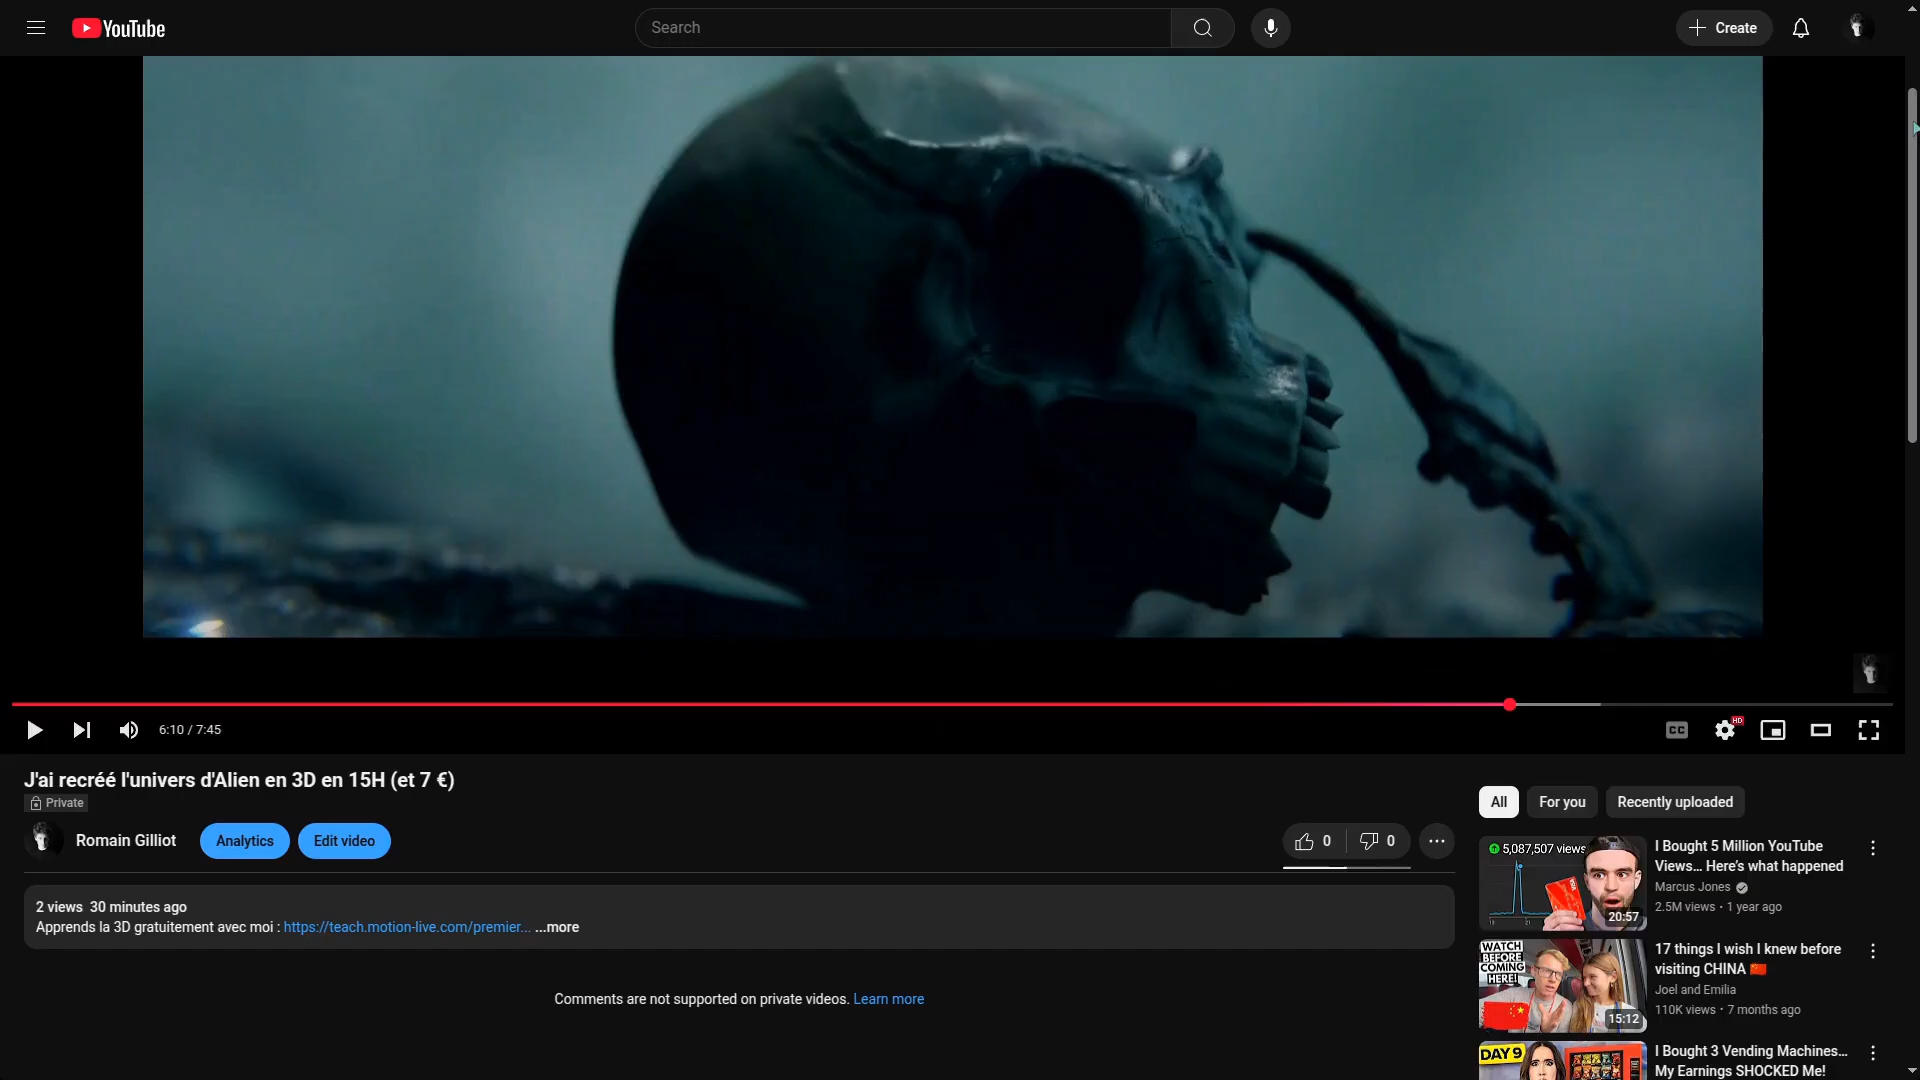 YouTube
Search
Create
6:10 / 7:45
CC
HD
J'ai recréé l'univers d'Alien en 3D en 15H (et 7 €)
Private
Romain Gilliot
Analytics
Edit video
0
0
2 views 30 minutes ago
Apprends la 3D gratuitement avec moi : https://teach.motion-live.com/premier... ...more
Comments are not supported on private videos. Learn more
All
For you
Recently uploaded
5,087,507 views
20:57
I Bought 5 Million YouTube
Views... Here's what happened
Marcus Jones
2.5M views • 1 year ago
WATCH
BEFORE
COMING
HERE!
15:12
17 things I wish I knew before
visiting CHINA 🇨🇳
Joel and Emilia
110K views • 7 months ago
DAY 9
I Bought 3 Vending Machines...
My Earnings SHOCKED Me!